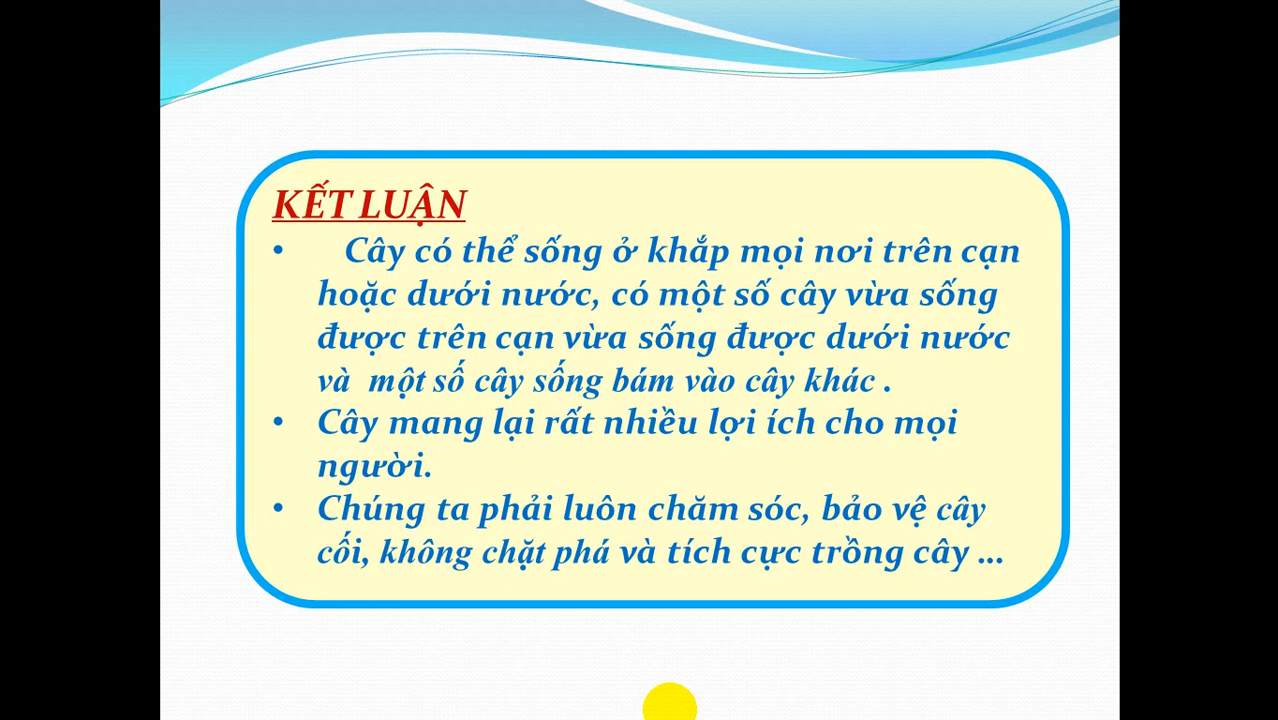 KẾT LUẬN
• Cây có thể sống ở khắp mọi nơi trên cạn
hoặc dưới nước, có một số cây vừa sống
được trên cạn vừa sống được dưới nước
và một số cây sống bám vào cây khác .
• Cây mang lại rất nhiều lợi ích cho mọi
người.
• Chúng ta phải luôn chăm sóc, bảo vệ cây
cối, không chặt phá và tích cực trồng cây ...